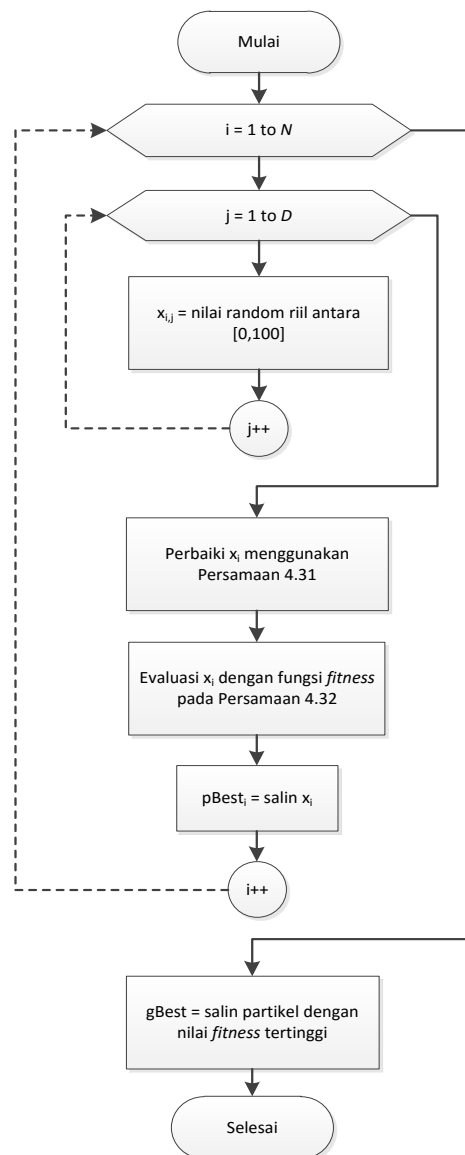 Mulai
i = 1 to N
j = 1 to D
xi,j = nilai random riil antara
[0,100]
j++
Perbaiki xi menggunakan
Persamaan 4.31
Evaluasi xi dengan fungsi fitness
pada Persamaan 4.32
pBesti = salin xi
i++
gBest = salin partikel dengan
nilai fitness tertinggi
Selesai